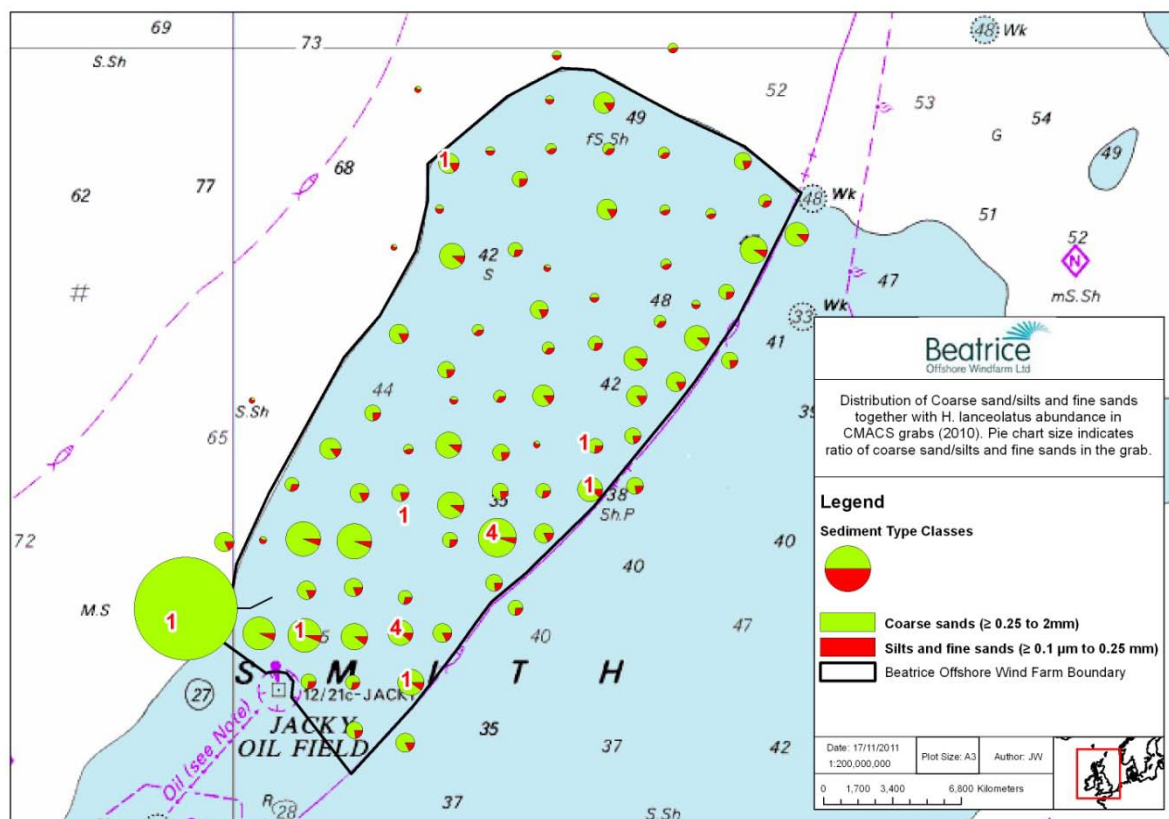 69
73
S.Sh
48
Wk
52
53
54
G
49
49
fS.Sh
68
1
77
62
48
Wk
51
52
N
mS.Sh
#
42
S
47
48
33
Wk
41
44
42
S.Sh
65
1
1
38
Sh.P
35
1
4
72
40
40
M.S
1
1
4
40
47
S M I T H
27
12/21c-JACKY
1
JACKY
OIL FIELD
35
37
42
Oil (see Note)
R
28
37
S.Sh
Beatrice
Offshore Windfarm Ltd
Distribution of Coarse sand/silts and fine sands
together with H. lanceolatus abundance in
CMACS grabs (2010). Pie chart size indicates
ratio of coarse sand/silts and fine sands in the grab.
Legend
Sediment Type Classes
Coarse sands (≥ 0.25 to 2mm)
Silts and fine sands (≥ 0.1 µm to 0.25 mm)
Beatrice Offshore Wind Farm Boundary
Date: 17/11/2011
1:200,000,000
Plot Size: A3
Author: JW
0 1,700 3,400 6,800 Kilometers